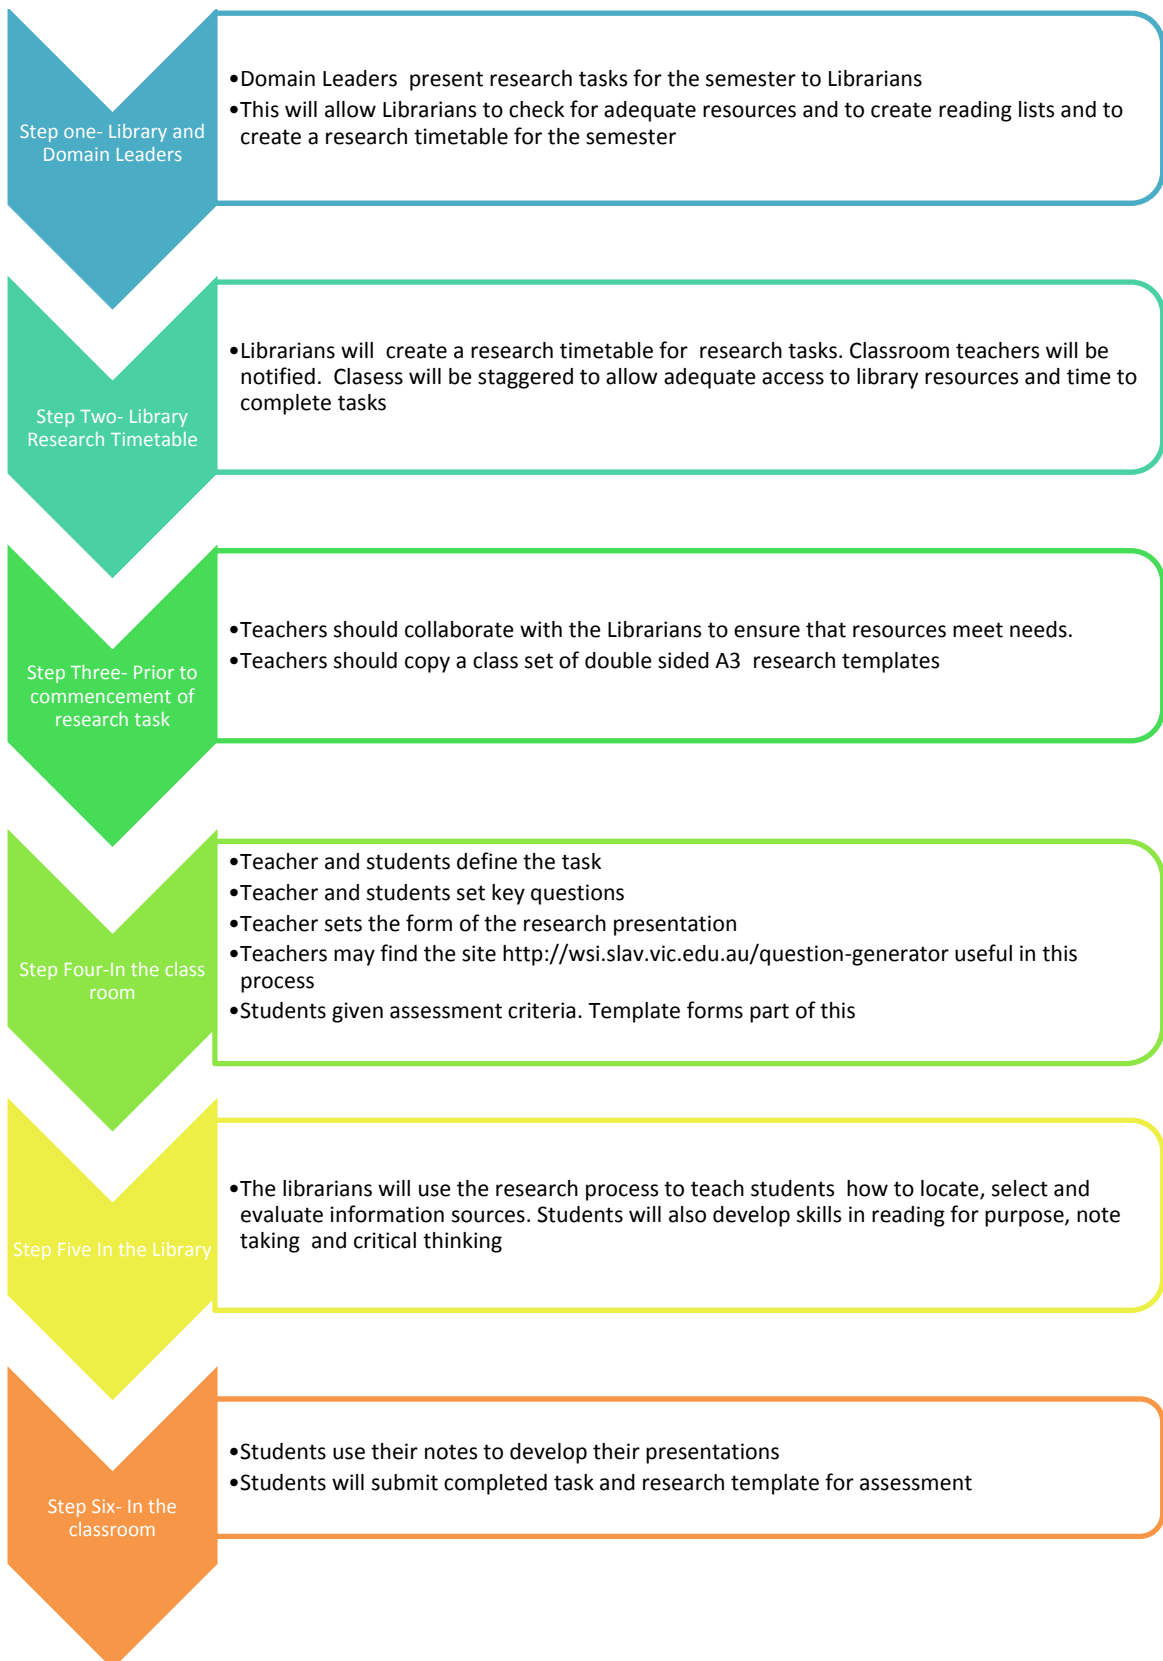 Step one- Library and
Domain Leaders
•Domain Leaders  present research tasks for the semester to Librarians
•This will allow Librarians to check for adequate resources and to create reading lists and to
create a research timetable for the semester
Step Two- Library
Research Timetable
•Librarians will  create a research timetable for  research tasks. Classroom teachers will be
notified.  Clasess will be staggered to allow adequate access to library resources and time to
complete tasks
Step Three- Prior to
commencement of
research task
•Teachers should collaborate with the Librarians to ensure that resources meet needs.
•Teachers should copy a class set of double sided A3  research templates
Step Four-In the class
room
•Teacher and students define the task
•Teacher and students set key questions
•Teacher sets the form of the research presentation
•Teachers may find the site http://wsi.slav.vic.edu.au/question-generator useful in this
process
•Students given assessment criteria. Template forms part of this
Step Five In the Library
•The librarians will use the research process to teach students  how to locate, select and
evaluate information sources. Students will also develop skills in reading for purpose, note
taking  and critical thinking
Step Six- In the
classroom
•Students use their notes to develop their presentations
•Students will submit completed task and research template for assessment